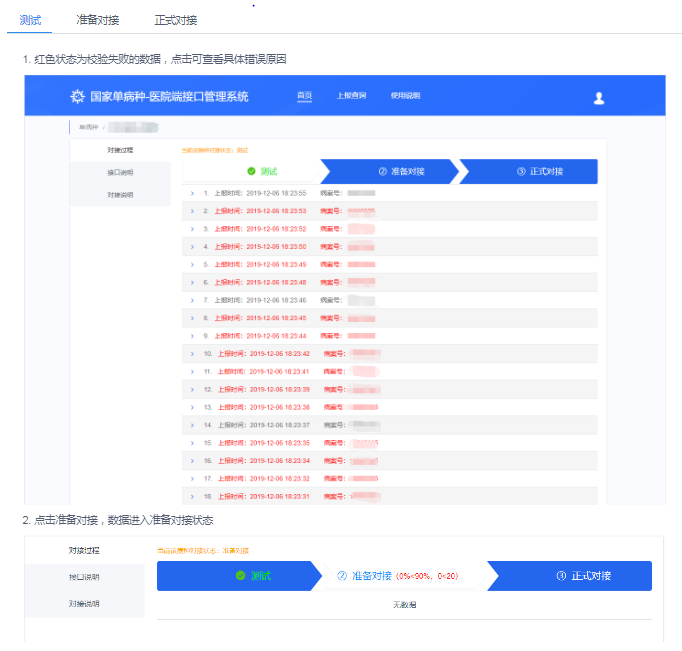 测试 准备对接 正式对接
1. 红色状态为校验失败的数据，点击可查看具体错误原因
国家单病种-医院端接口管理系统 首页 上报查询 使用说明
单病种 /
对接过程 当前该病种对接状态：测试
接口说明 测试 ② 准备对接 ③ 正式对接
对接说明
> 1. 上报时间：2019-12-06 18:23:55 病案号：
> 2. 上报时间：2019-12-06 18:23:53 病案号：
> 3. 上报时间：2019-12-06 18:23:52 病案号：
> 4. 上报时间：2019-12-06 18:23:50 病案号：
> 5. 上报时间：2019-12-06 18:23:49 病案号：
> 6. 上报时间：2019-12-06 18:23:48 病案号：
> 7. 上报时间：2019-12-06 18:23:46 病案号：
> 8. 上报时间：2019-12-06 18:23:45 病案号：
> 9. 上报时间：2019-12-06 18:23:44 病案号：
> 10. 上报时间：2019-12-06 18:23:42 病案号：
> 11. 上报时间：2019-12-06 18:23:41 病案号：
> 12. 上报时间：2019-12-06 18:23:39 病案号：
> 13. 上报时间：2019-12-06 18:23:38 病案号：
> 14. 上报时间：2019-12-06 18:23:37 病案号：
> 15. 上报时间：2019-12-06 18:23:35 病案号：
> 16. 上报时间：2019-12-06 18:23:34 病案号：
> 17. 上报时间：2019-12-06 18:23:32 病案号：
> 18. 上报时间：2019-12-06 18:23:31 病案号：
2. 点击准备对接，数据进入准备对接状态
对接过程 当前该病种对接状态：准备对接
接口说明 测试 ② 准备对接 (0%<90%, 0<20) ③ 正式对接
对接说明 无数据